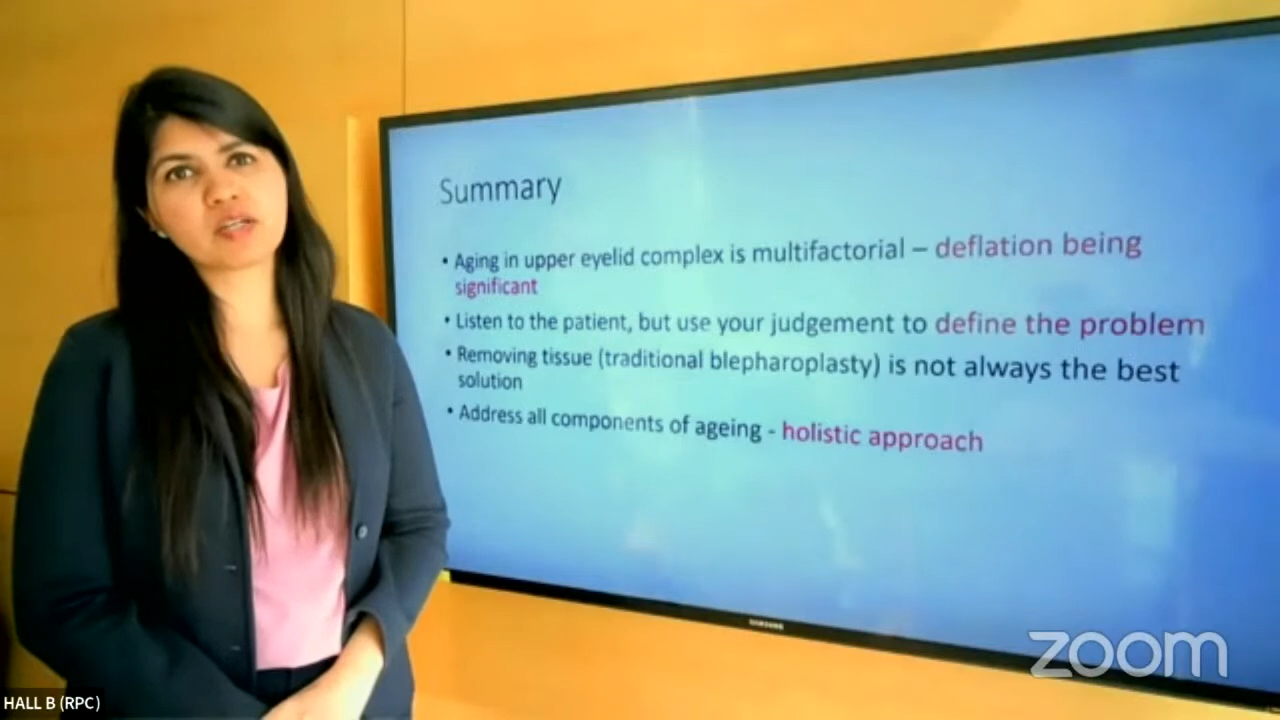 Summary
• Aging in upper eyelid complex is multifactorial – deflation being
significant
• Listen to the patient, but use your judgement to define the problem
• Removing tissue (traditional blepharoplasty) is not always the best
solution
• Address all components of ageing - holistic approach
SAMSUNG
zoom
HALL B (RPC)